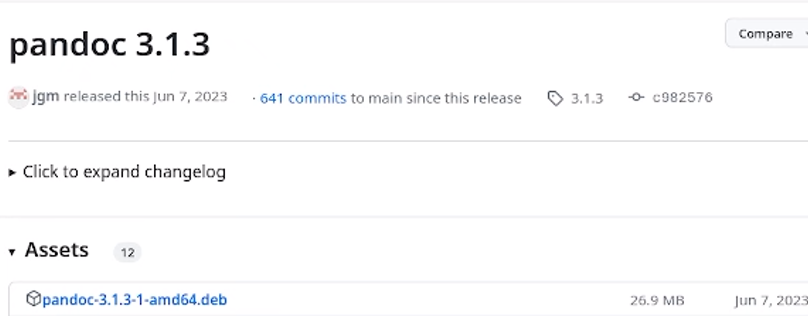 pandoc 3.1.3
Compare
jgm released this Jun 7, 2023 · 641 commits to main since this release 3.1.3 c982576
Click to expand changelog
Assets 12
pandoc-3.1.3-1-amd64.deb 26.9 MB Jun 7, 2023